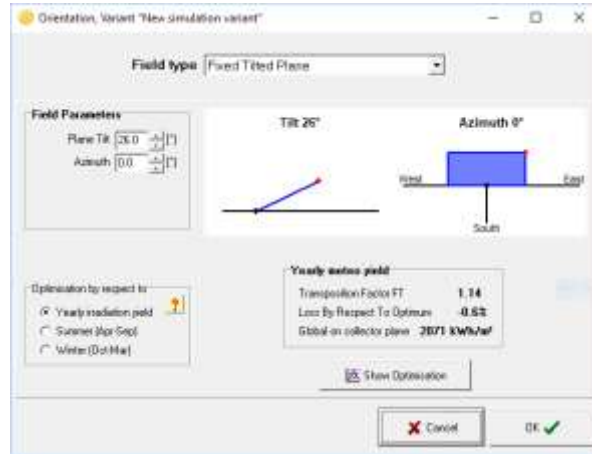 Orientation, Variant "New simulation variant"
Field type Fixed Tilted Plane
Field Parameters
Plane Tilt 26.0 [°]
Azimuth 0.0 [°]
Tilt 26°
Azimuth 0°
West
East
South
Optimisation by respect to
Yearly irradiation yield
Summer (Apr-Sep)
Winter (Oct-Mar)
Yearly meteo yield
Transposition Factor FT 1.14
Loss By Respect To Optimum -0.6%
Global on collector plane 2071 kWh/m²
Show Optimisation
Cancel
OK